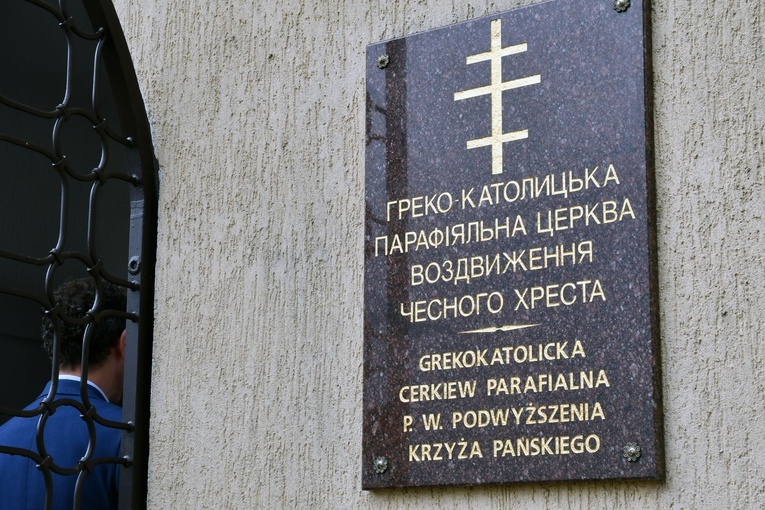 ГРЕКО-КАТОЛИЦЬКА
ПАРАФІЯЛЬНА ЦЕРКВА
ВОЗДВИЖЕННЯ
ЧЕСНОГО ХРЕСТА
GREKOKATOLICKA
CERKIEW PARAFIALNA
P. W. PODWYŻSZENIA
KRZYŻA PAŃSKIEGO